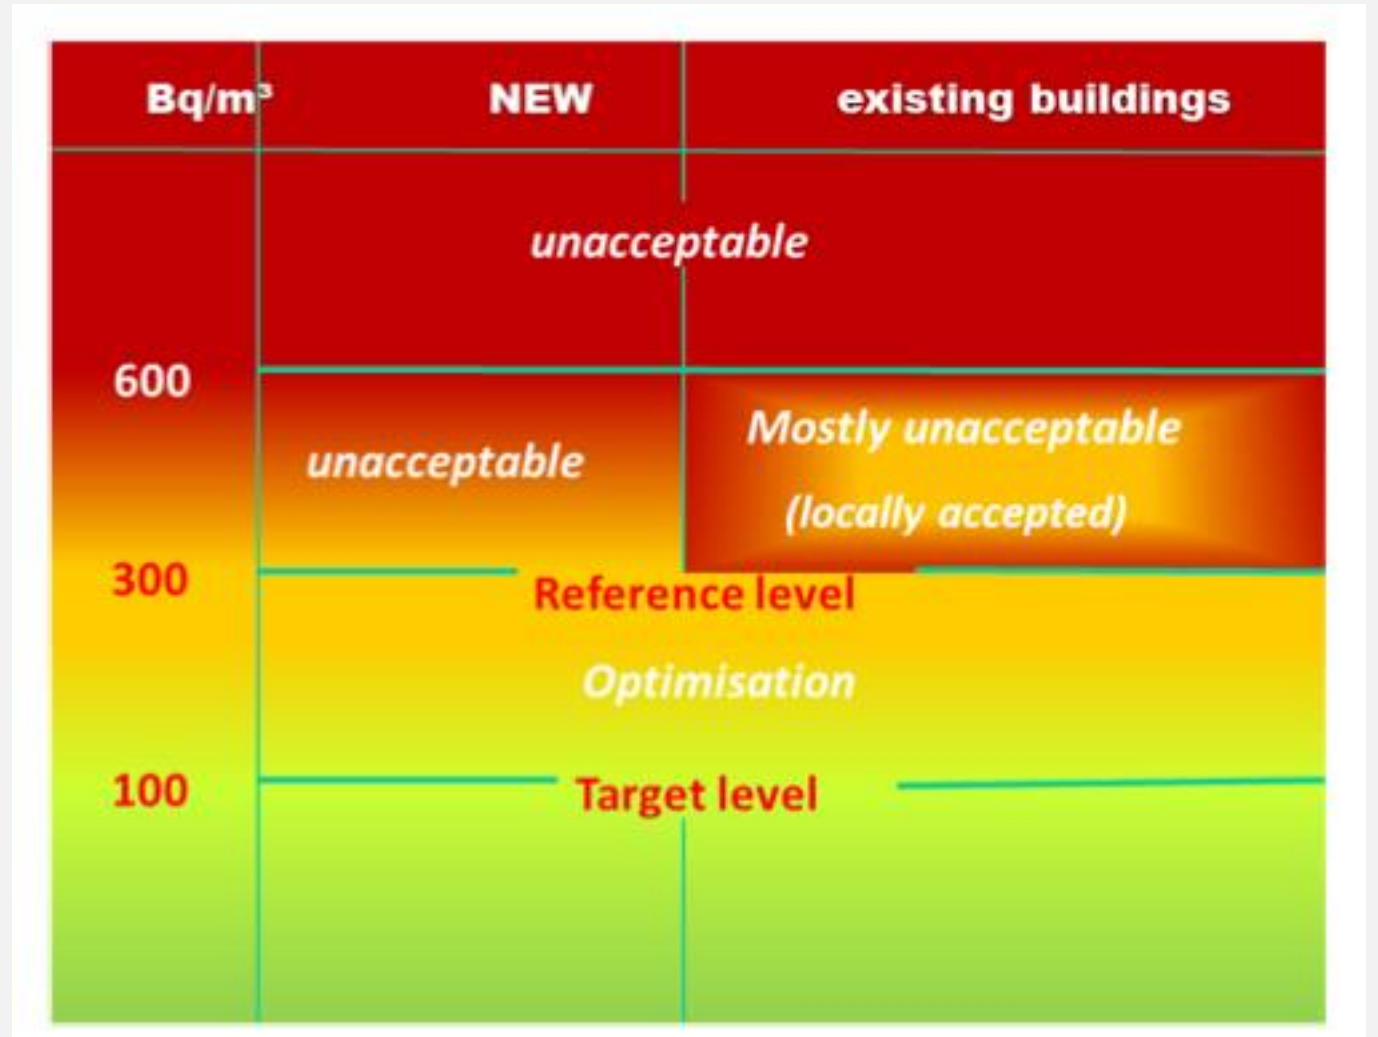 Bq/m³ NEW existing buildings
unacceptable
600
Mostly unacceptable
unacceptable
(locally accepted)
300
Reference level
Optimisation
100
Target level